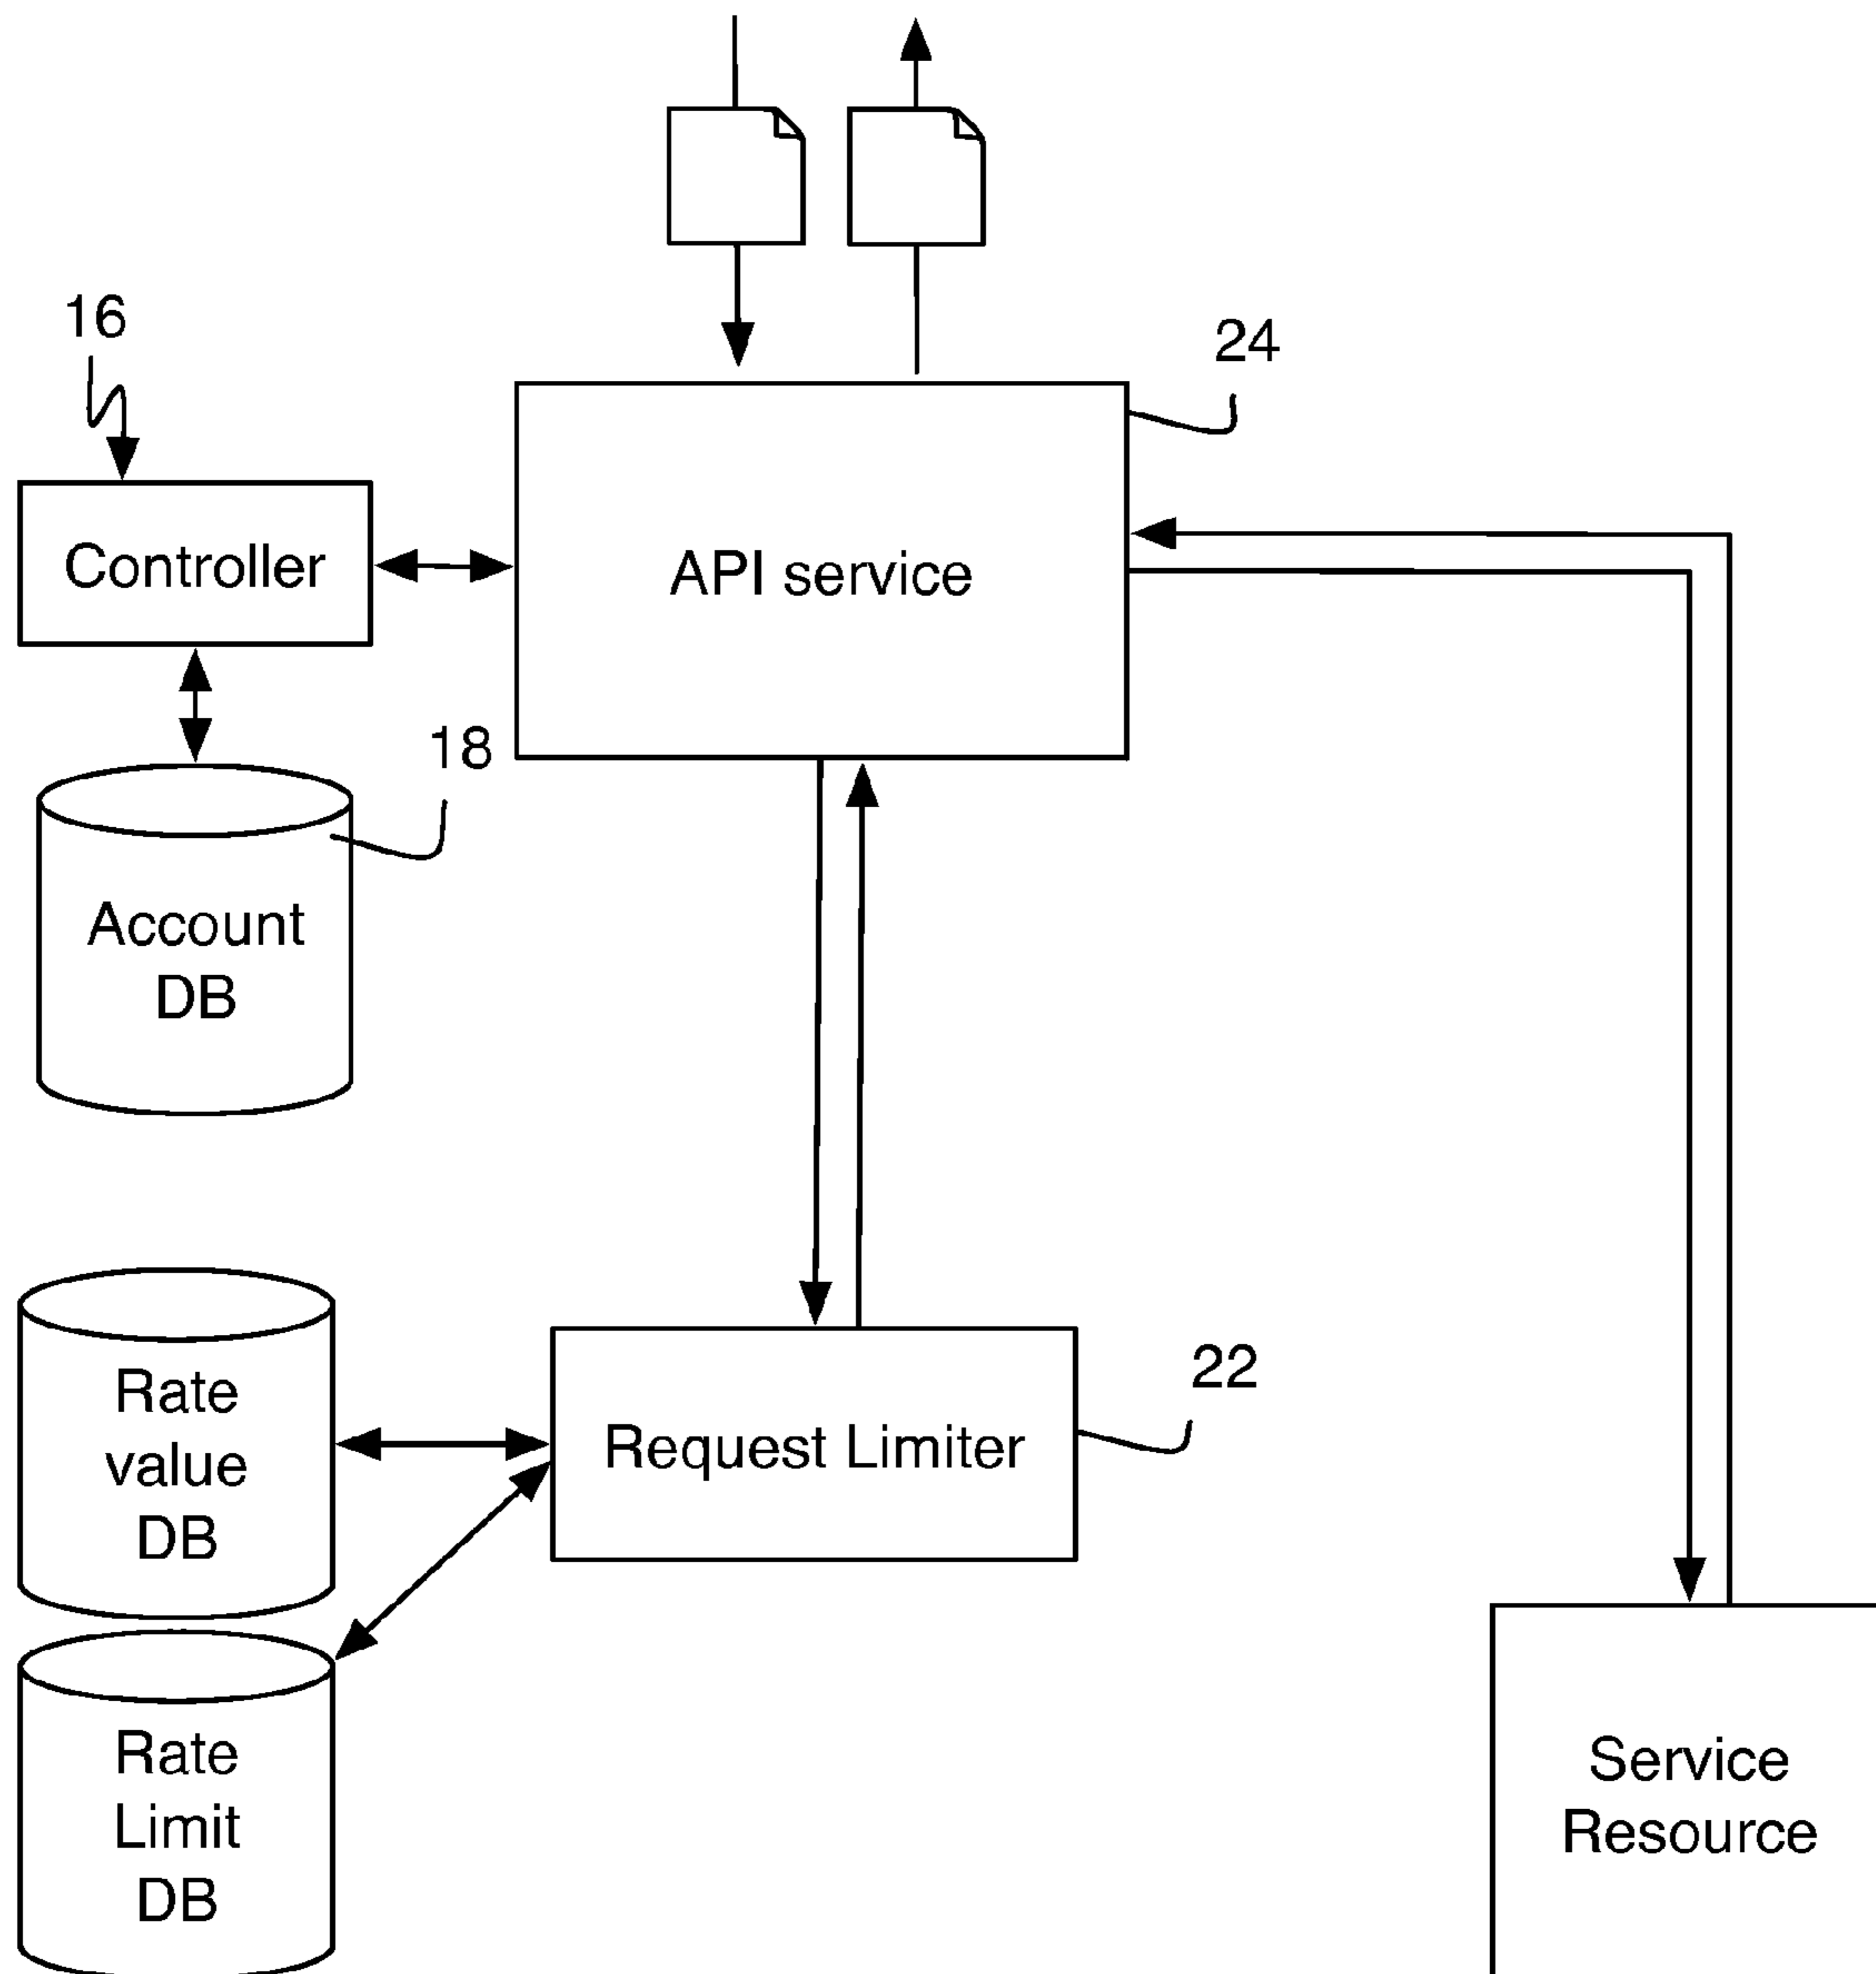 16
24
Controller
API service
18
Account
DB
Rate
value
DB
22
Request Limiter
Rate
Limit
DB
Service
Resource